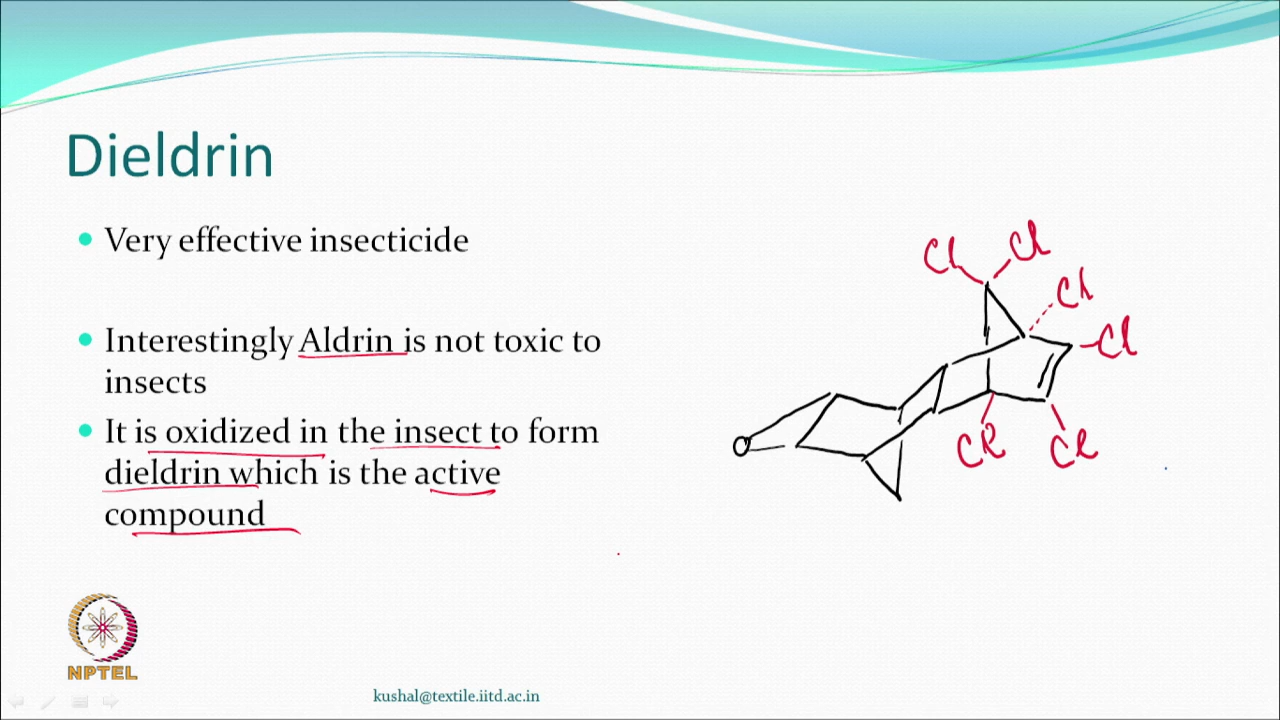 Dieldrin
Very effective insecticide
Interestingly Aldrin is not toxic to
insects
It is oxidized in the insect to form
dieldrin which is the active
compound
Cl Cl
Cl
Cl
O
Cl Cl
NPTEL
kushal@textile.iitd.ac.in